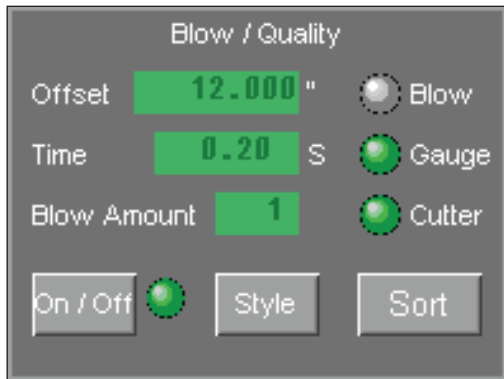 Blow / Quality
Offset 12.000 " Blow
Time 0.20 S Gauge
Blow Amount 1 Cutter
On / Off Style Sort